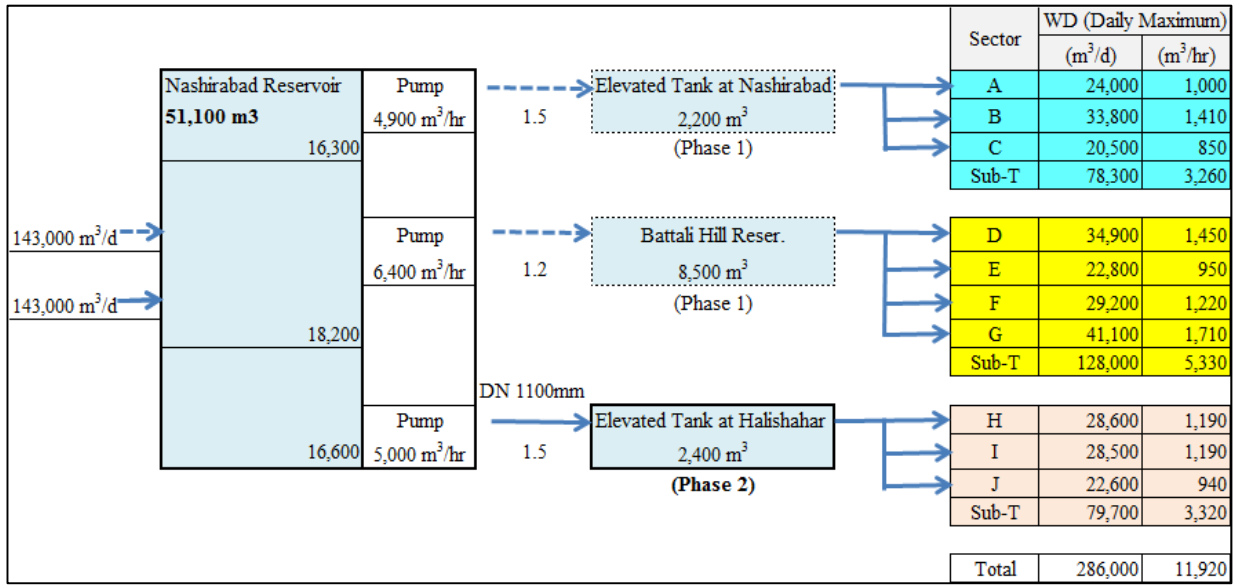 Sector WD (Daily Maximum)
(m³/d) (m³/hr)
Nashirabad Reservoir Pump Elevated Tank at Nashirabad A 24,000 1,000
51,100 m3 4,900 m³/hr 1.5 2,200 m³ B 33,800 1,410
16,300 (Phase 1) C 20,500 850
Sub-T 78,300 3,260
143,000 m³/d Pump Battali Hill Reser. D 34,900 1,450
6,400 m³/hr 1.2 8,500 m³ E 22,800 950
143,000 m³/d (Phase 1) F 29,200 1,220
18,200 G 41,100 1,710
Sub-T 128,000 5,330
DN 1100mm
Pump Elevated Tank at Halishahar H 28,600 1,190
16,600 5,000 m³/hr 1.5 2,400 m³ I 28,500 1,190
(Phase 2) J 22,600 940
Sub-T 79,700 3,320
Total 286,000 11,920